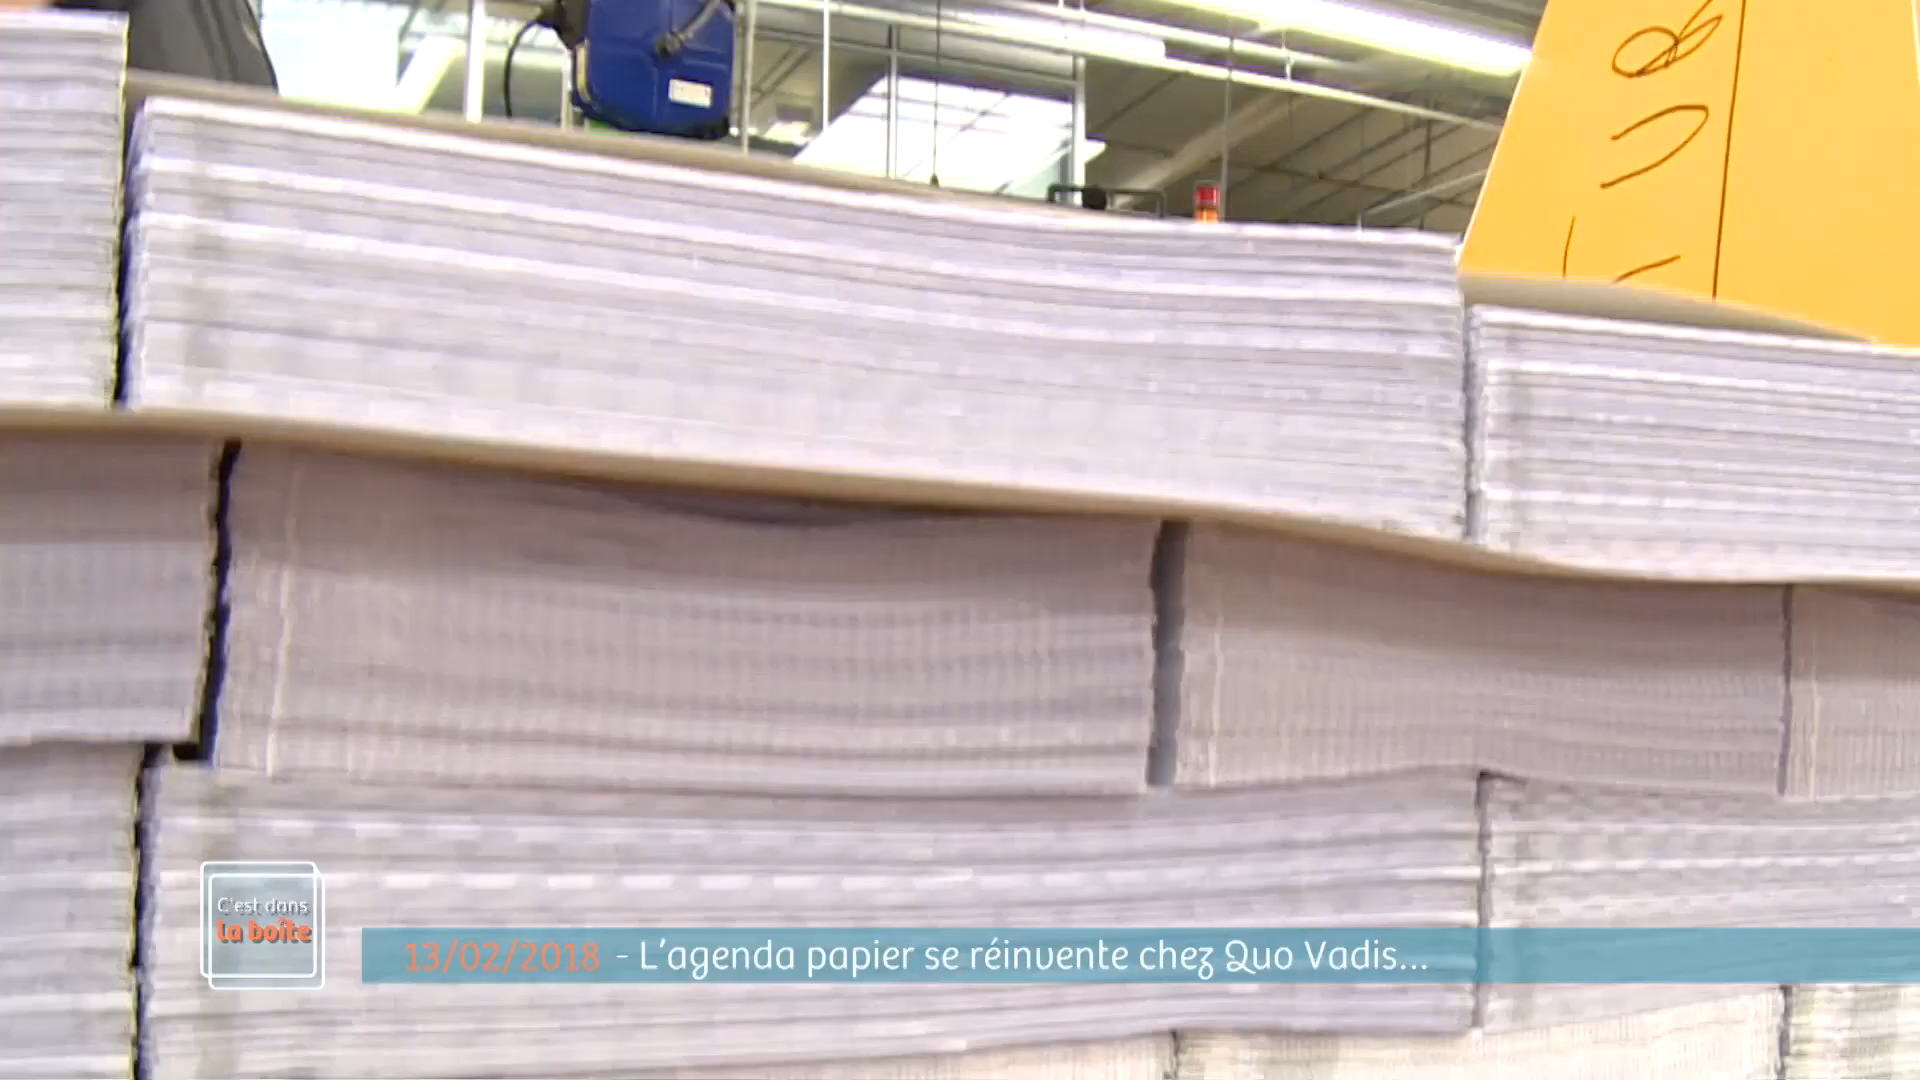 C'est dans
la boîte
13/02/2018 - L'agenda papier se réinvente chez Quo Vadis...